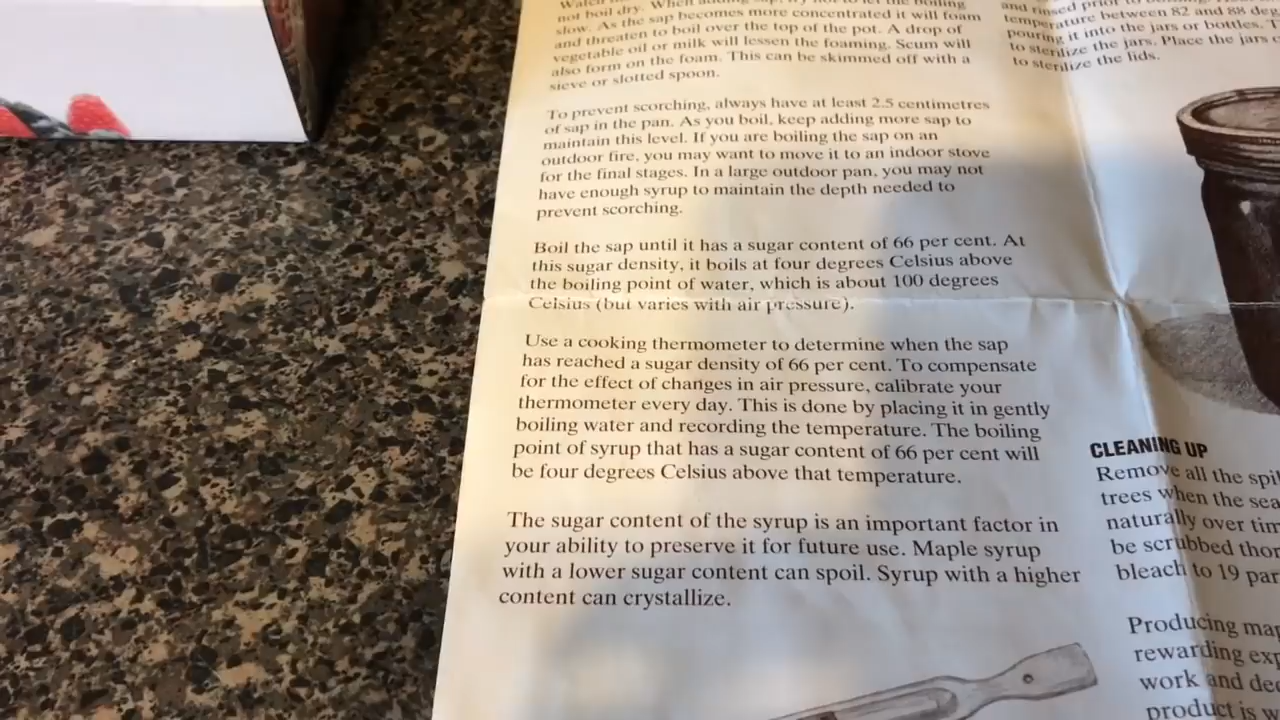 not boil dry. When adding sap, try not to let the boiling
slow. As the sap becomes more concentrated it will foam
and threaten to boil over the top of the pot. A drop of
vegetable oil or milk will lessen the foaming. Scum will
also form on the foam. This can be skimmed off with a
sieve or slotted spoon.
To prevent scorching, always have at least 2.5 centimetres
of sap in the pan. As you boil, keep adding more sap to
maintain this level. If you are boiling the sap on an
outdoor fire, you may want to move it to an indoor stove
for the final stages. In a large outdoor pan, you may not
have enough syrup to maintain the depth needed to
prevent scorching.
Boil the sap until it has a sugar content of 66 per cent. At
this sugar density, it boils at four degrees Celsius above
the boiling point of water, which is about 100 degrees
Celsius (but varies with air pressure).
Use a cooking thermometer to determine when the sap
has reached a sugar density of 66 per cent. To compensate
for the effect of changes in air pressure, calibrate your
thermometer every day. This is done by placing it in gently
boiling water and recording the temperature. The boiling
point of syrup that has a sugar content of 66 per cent will
be four degrees Celsius above that temperature.
The sugar content of the syrup is an important factor in
your ability to preserve it for future use. Maple syrup
with a lower sugar content can spoil. Syrup with a higher
content can crystallize.
and rinsed prior to
temperature between 82 and 88 deg
pouring it into the jars or bottles. T
to sterilize the jars. Place the jars
to sterilize the lids.
CLEANING UP
Remove all the spi
trees when the sea
naturally over tim
be scrubbed thor
bleach to 19 par
Producing map
rewarding exp
work and ded
product is w